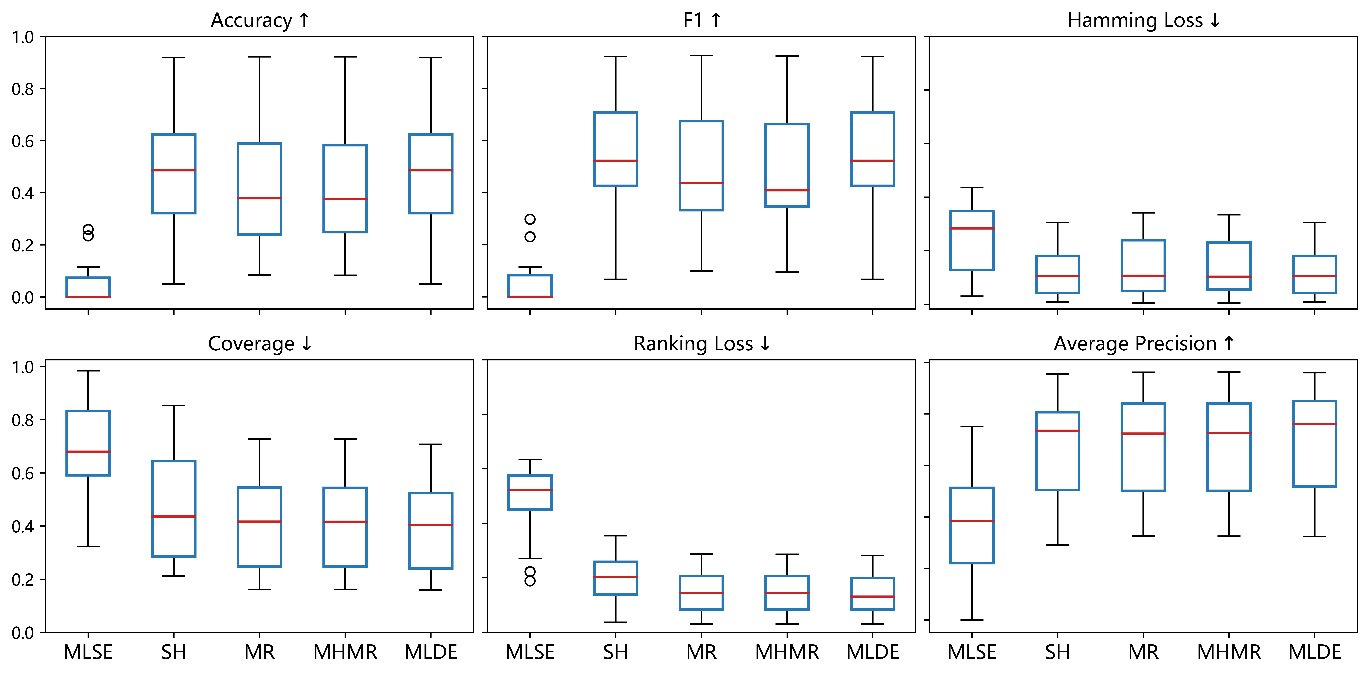 Accuracy ↑
F1 ↑
Hamming Loss ↓
1.0
0.8
0.6
0.4
0.2
0.0
Coverage ↓
Ranking Loss ↓
Average Precision ↑
1.0
0.8
0.6
0.4
0.2
0.0
MLSE SH MR MHMR MLDE
MLSE SH MR MHMR MLDE
MLSE SH MR MHMR MLDE